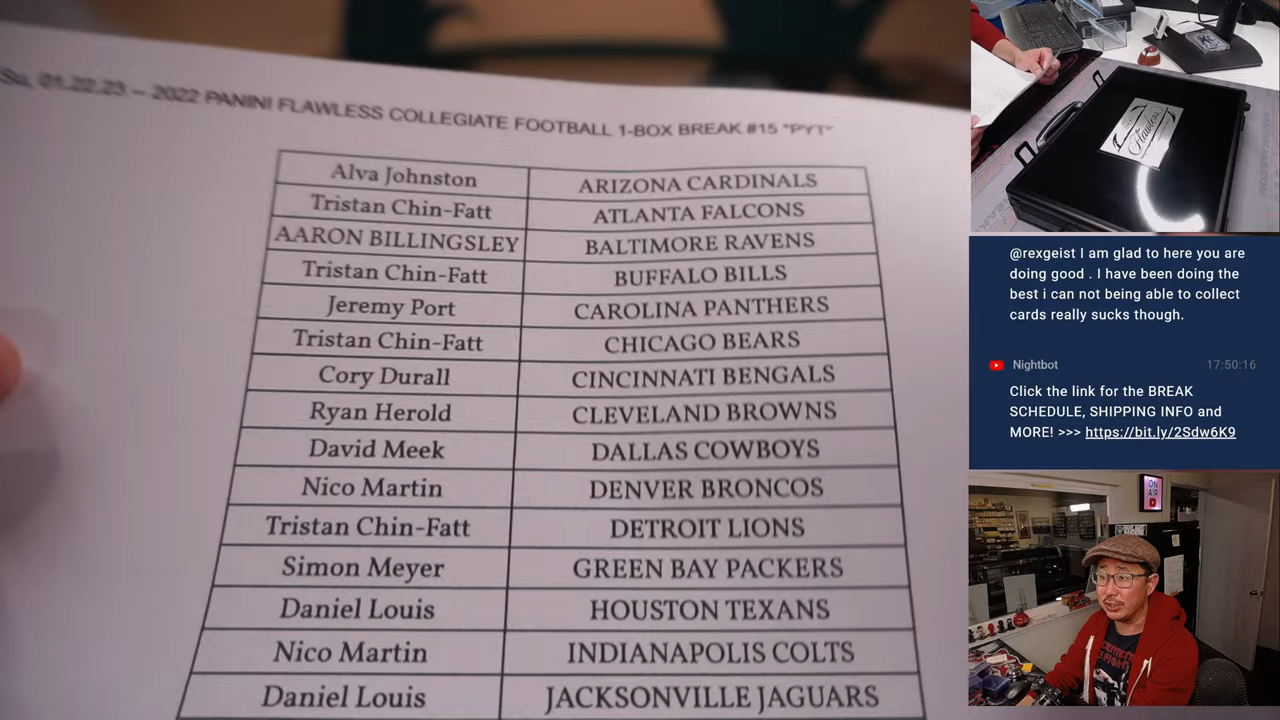 Su, 01.22.23 – 2022 PANINI FLAWLESS COLLEGIATE FOOTBALL 1-BOX BREAK #15 "PYT"
Alva Johnston ARIZONA CARDINALS
Tristan Chin-Fatt ATLANTA FALCONS
AARON BILLINGSLEY BALTIMORE RAVENS
Tristan Chin-Fatt BUFFALO BILLS
Jeremy Port CAROLINA PANTHERS
Tristan Chin-Fatt CHICAGO BEARS
Cory Durall CINCINNATI BENGALS
Ryan Herold CLEVELAND BROWNS
David Meek DALLAS COWBOYS
Nico Martin DENVER BRONCOS
Tristan Chin-Fatt DETROIT LIONS
Simon Meyer GREEN BAY PACKERS
Daniel Louis HOUSTON TEXANS
Nico Martin INDIANAPOLIS COLTS
Daniel Louis JACKSONVILLE JAGUARS
Flawless
@rexgeist I am glad to here you are
doing good . I have been doing the
best i can not being able to collect
cards really sucks though.
Nightbot 17:50:16
Click the link for the BREAK
SCHEDULE, SHIPPING INFO and
MORE! >>> https://bit.ly/2Sdw6K9
ON
AIR